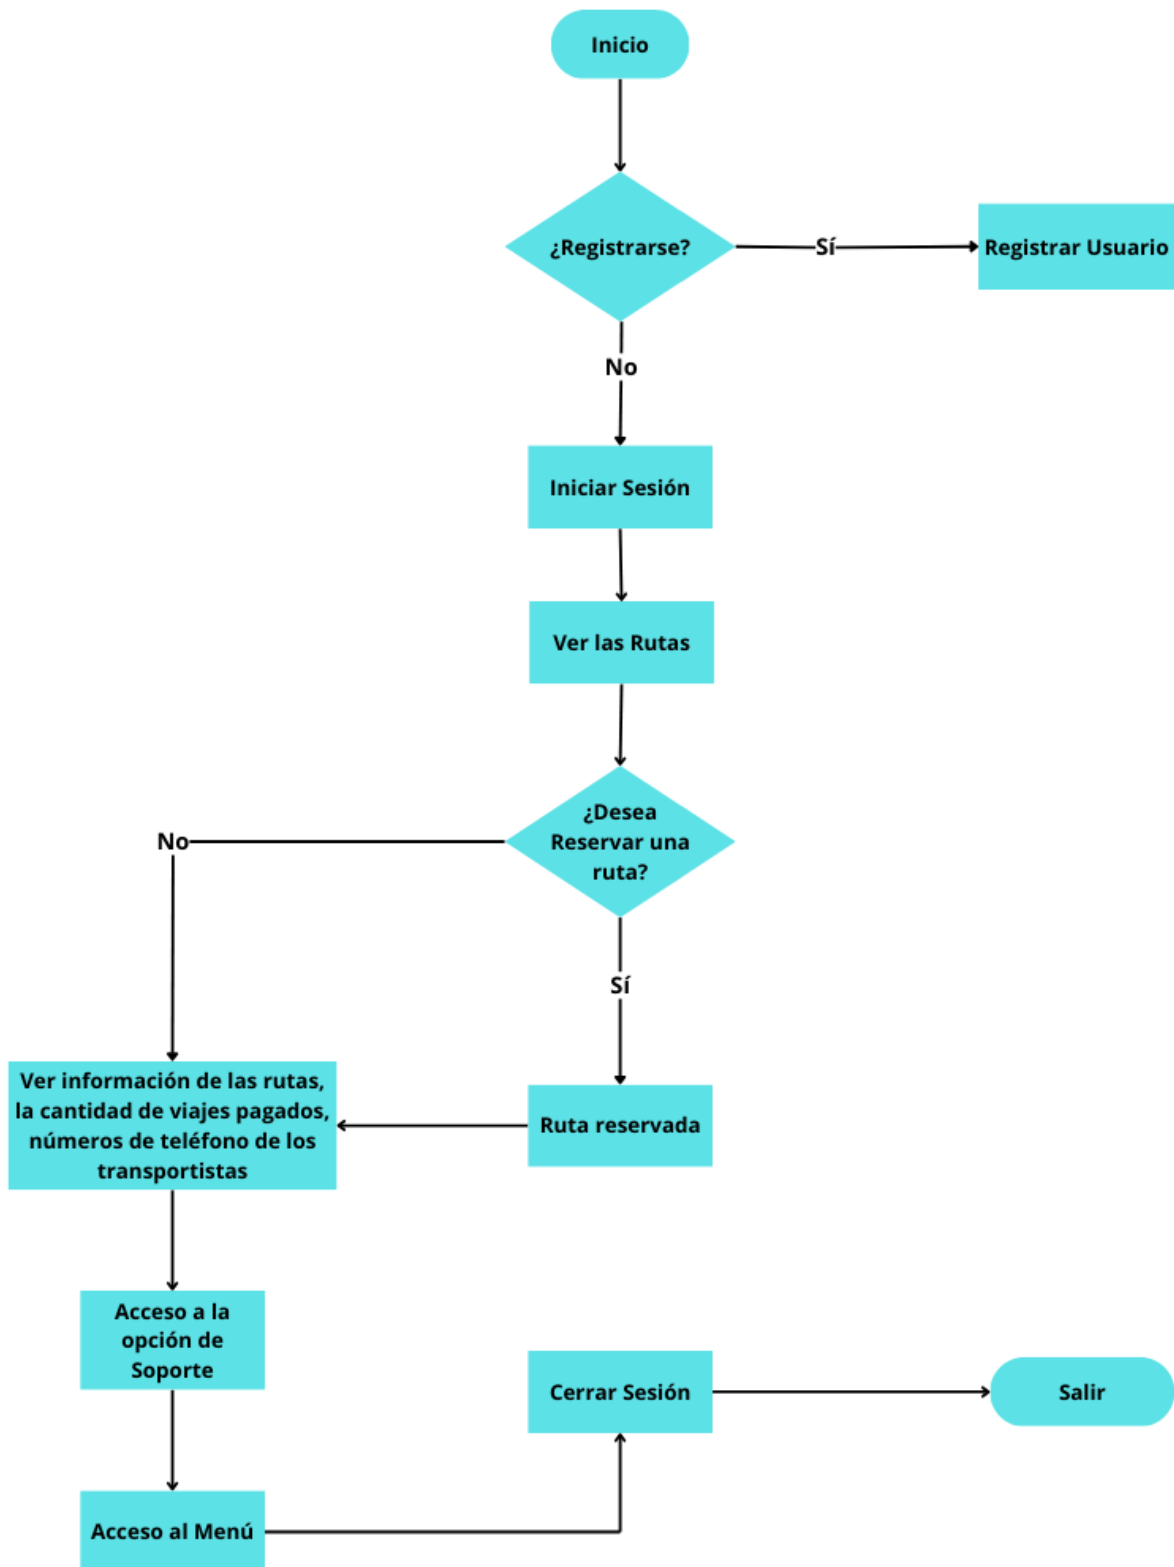 Inicio
¿Registrarse?
Sí
Registrar Usuario
No
Iniciar Sesión
Ver las Rutas
¿Desea
Reservar una
ruta?
No
Sí
Ver información de las rutas,
la cantidad de viajes pagados,
números de teléfono de los
transportistas
Ruta reservada
Acceso a la
opción de
Soporte
Cerrar Sesión
Salir
Acceso al Menú